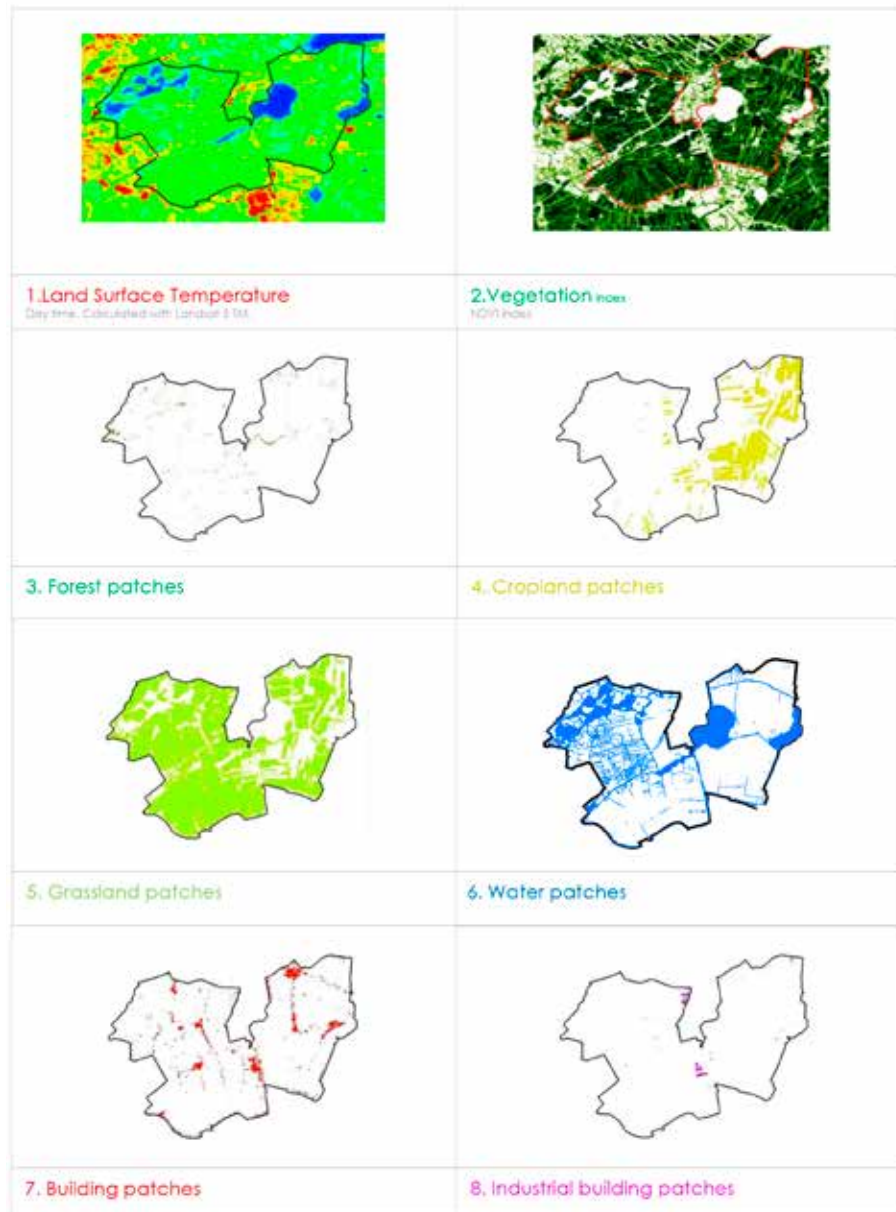 1.Land Surface Temperature
2.Vegetation index
Day time. Calculated with Landsat 5 TM
NDVI index
3. Forest patches
4. Cropland patches
5. Grassland patches
6. Water patches
7. Building patches
8. Industrial building patches